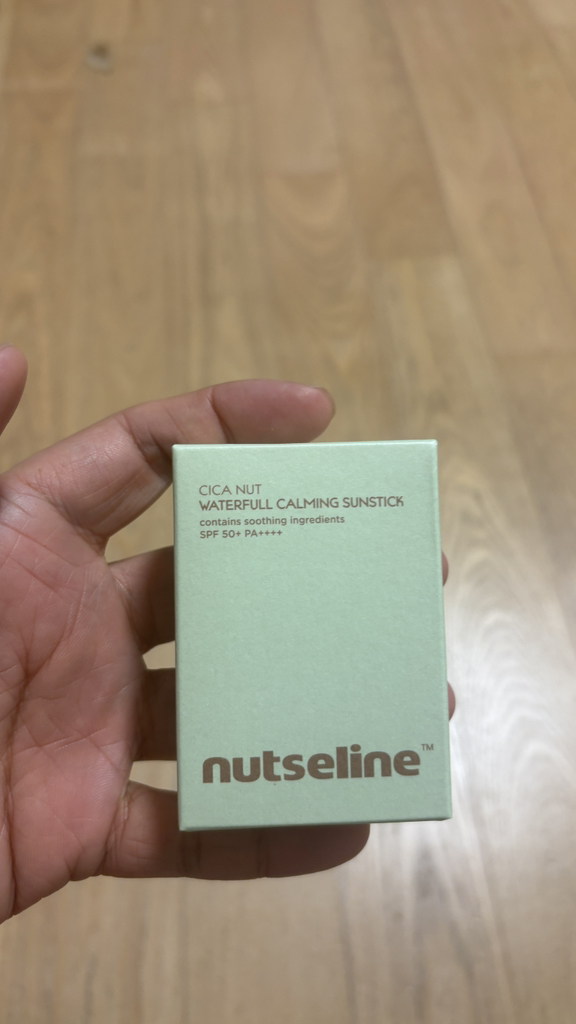 CICA NUT
WATERFULL CALMING SUNSTICK
contains soothing ingredients
SPF 50+ PA++++
nutseline™